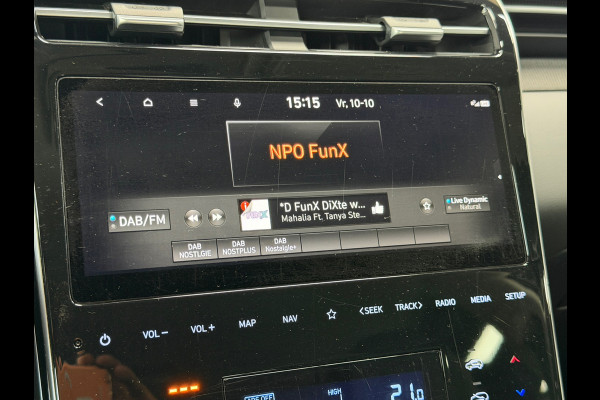 15:15 Vr, 10-10
NPO FunX
DAB/FM
*D FunX DiXte w...
Mahalia Ft. Tanya Ste...
Live Dynamic
Natural
DAB NOSTLGIE
DAB NOSTPLUS
DAB Nostalgie+
VOL− VOL+ MAP NAV <SEEK TRACK> RADIO MEDIA SETUP
HIGH
21.0